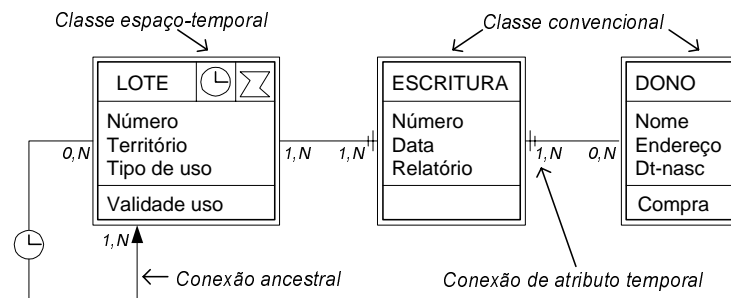 Classe espaço-temporal
Classe convencional
LOTE
Número
Território
Tipo de uso
Validade uso
ESCRITURA
Número
Data
Relatório
DONO
Nome
Endereço
Dt-nasc
Compra
0,N
1,N
1,N
1,N
0,N
1,N
Conexão ancestral
Conexão de atributo temporal